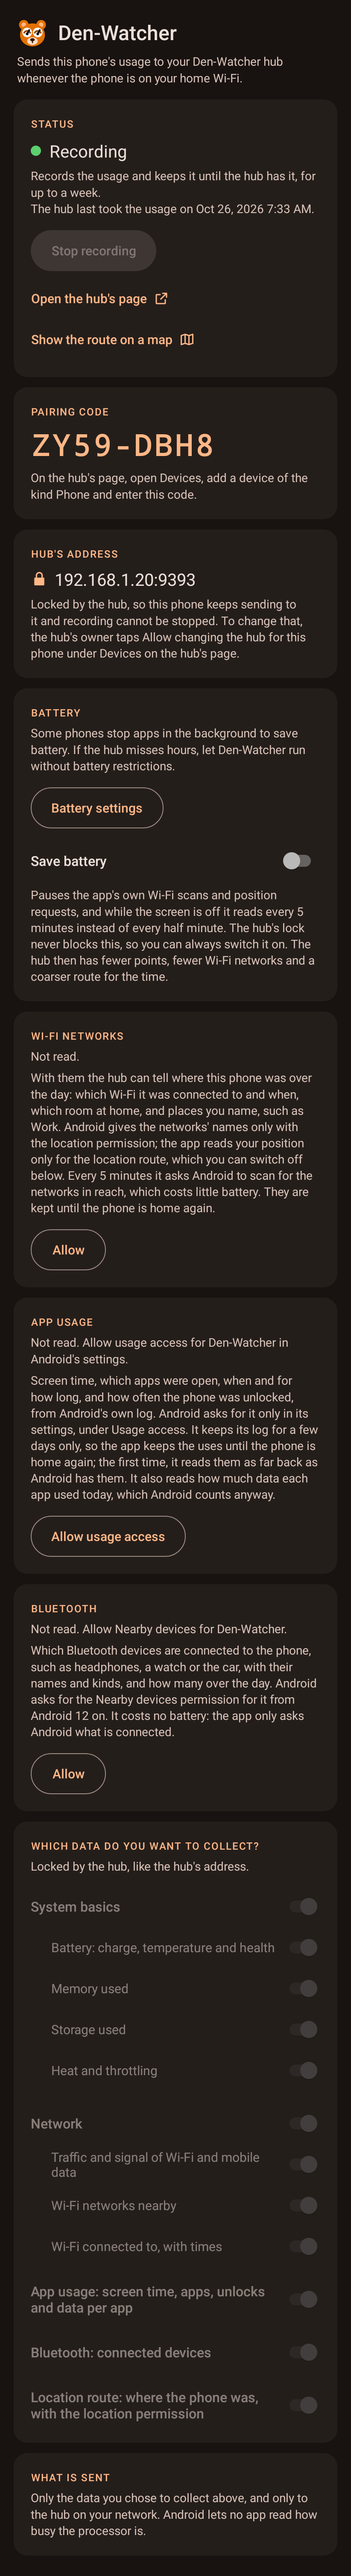 Den-Watcher
Sends this phone's usage to your Den-Watcher hub
whenever the phone is on your home Wi-Fi.
STATUS
Recording
Records the usage and keeps it until the hub has it, for
up to a week.
The hub last took the usage on Oct 26, 2026 7:33 AM.
Stop recording
Open the hub's page
Show the route on a map
PAIRING CODE
ZY59-DBH8
On the hub's page, open Devices, add a device of the
kind Phone and enter this code.
HUB'S ADDRESS
192.168.1.20:9393
Locked by the hub, so this phone keeps sending to
it and recording cannot be stopped. To change that,
the hub's owner taps Allow changing the hub for this
phone under Devices on the hub's page.
BATTERY
Some phones stop apps in the background to save
battery. If the hub misses hours, let Den-Watcher run
without battery restrictions.
Battery settings
Save battery
Pauses the app's own Wi-Fi scans and position
requests, and while the screen is off it reads every 5
minutes instead of every half minute. The hub's lock
never blocks this, so you can always switch it on. The
hub then has fewer points, fewer Wi-Fi networks and a
coarser route for the time.
WI-FI NETWORKS
Not read.
With them the hub can tell where this phone was over
the day: which Wi-Fi it was connected to and when,
which room at home, and places you name, such as
Work. Android gives the networks' names only with
the location permission; the app reads your position
only for the location route, which you can switch off
below. Every 5 minutes it asks Android to scan for the
networks in reach, which costs little battery. They are
kept until the phone is home again.
Allow
APP USAGE
Not read. Allow usage access for Den-Watcher in
Android's settings.
Screen time, which apps were open, when and for
how long, and how often the phone was unlocked,
from Android's own log. Android asks for it only in its
settings, under Usage access. It keeps its log for a few
days only, so the app keeps the uses until the phone is
home again; the first time, it reads them as far back as
Android has them. It also reads how much data each
app used today, which Android counts anyway.
Allow usage access
BLUETOOTH
Not read. Allow Nearby devices for Den-Watcher.
Which Bluetooth devices are connected to the phone,
such as headphones, a watch or the car, with their
names and kinds, and how many over the day. Android
asks for the Nearby devices permission for it from
Android 12 on. It costs no battery: the app only asks
Android what is connected.
Allow
WHICH DATA DO YOU WANT TO COLLECT?
Locked by the hub, like the hub's address.
System basics
Battery: charge, temperature and health
Memory used
Storage used
Heat and throttling
Network
Traffic and signal of Wi-Fi and mobile
data
Wi-Fi networks nearby
Wi-Fi connected to, with times
App usage: screen time, apps, unlocks
and data per app
Bluetooth: connected devices
Location route: where the phone was,
with the location permission
WHAT IS SENT
Only the data you chose to collect above, and only to
the hub on your network. Android lets no app read how
busy the processor is.